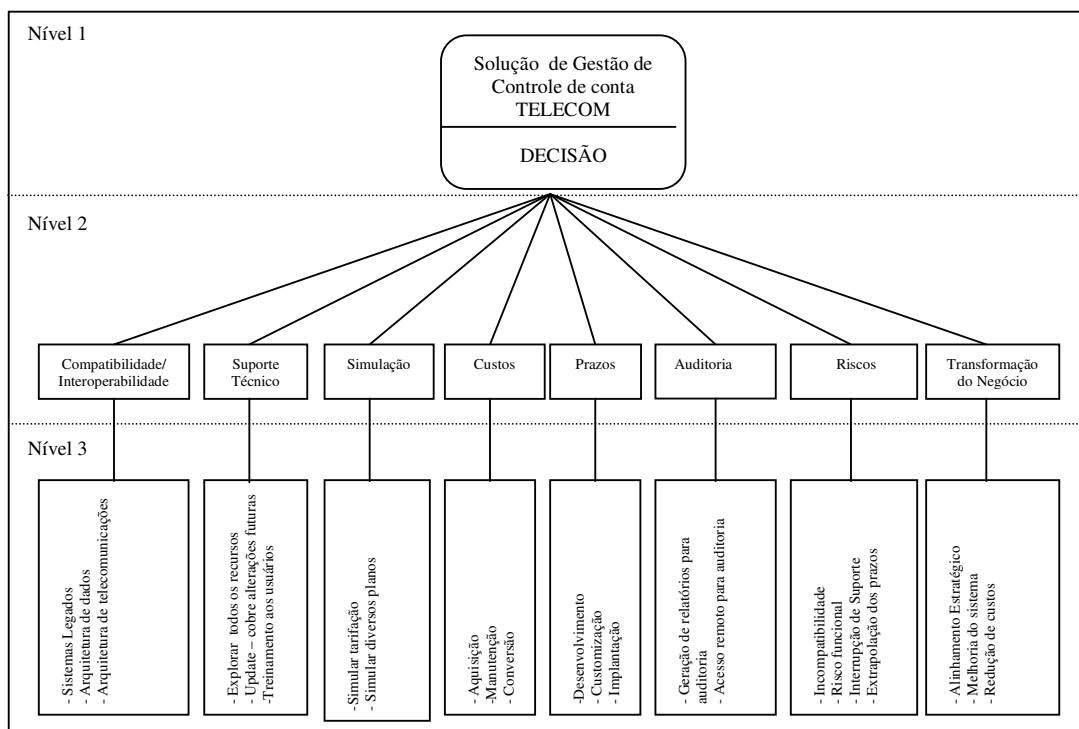 Nível 1
Solução de Gestão de
Controle de conta
TELECOM
DECISÃO
Nível 2
Compatibilidade/
Interoperabilidade
Suporte
Técnico
Simulação
Custos
Prazos
Auditoria
Riscos
Transformação
do Negócio
Nível 3
- Sistemas Legados
- Arquitetura de dados
- Arquitetura de telecomunicações
- Explorar todos os recursos
- Update – cobre alterações futuras
-Treinamento aos usuários
-Simular tarifação
- Simular diversos planos
- Aquisição
-Manutenção
- Conversão
-Desenvolvimento
- Customização
- Implantação
- Geração de relatórios para
auditoria
- Acesso remoto para auditoria
- Incompatibilidade
- Risco funcional
- Interrupção de Suporte
- Extrapolação dos prazos
- Alinhamento Estratégico
- Melhoria do sistema
- Redução de custos